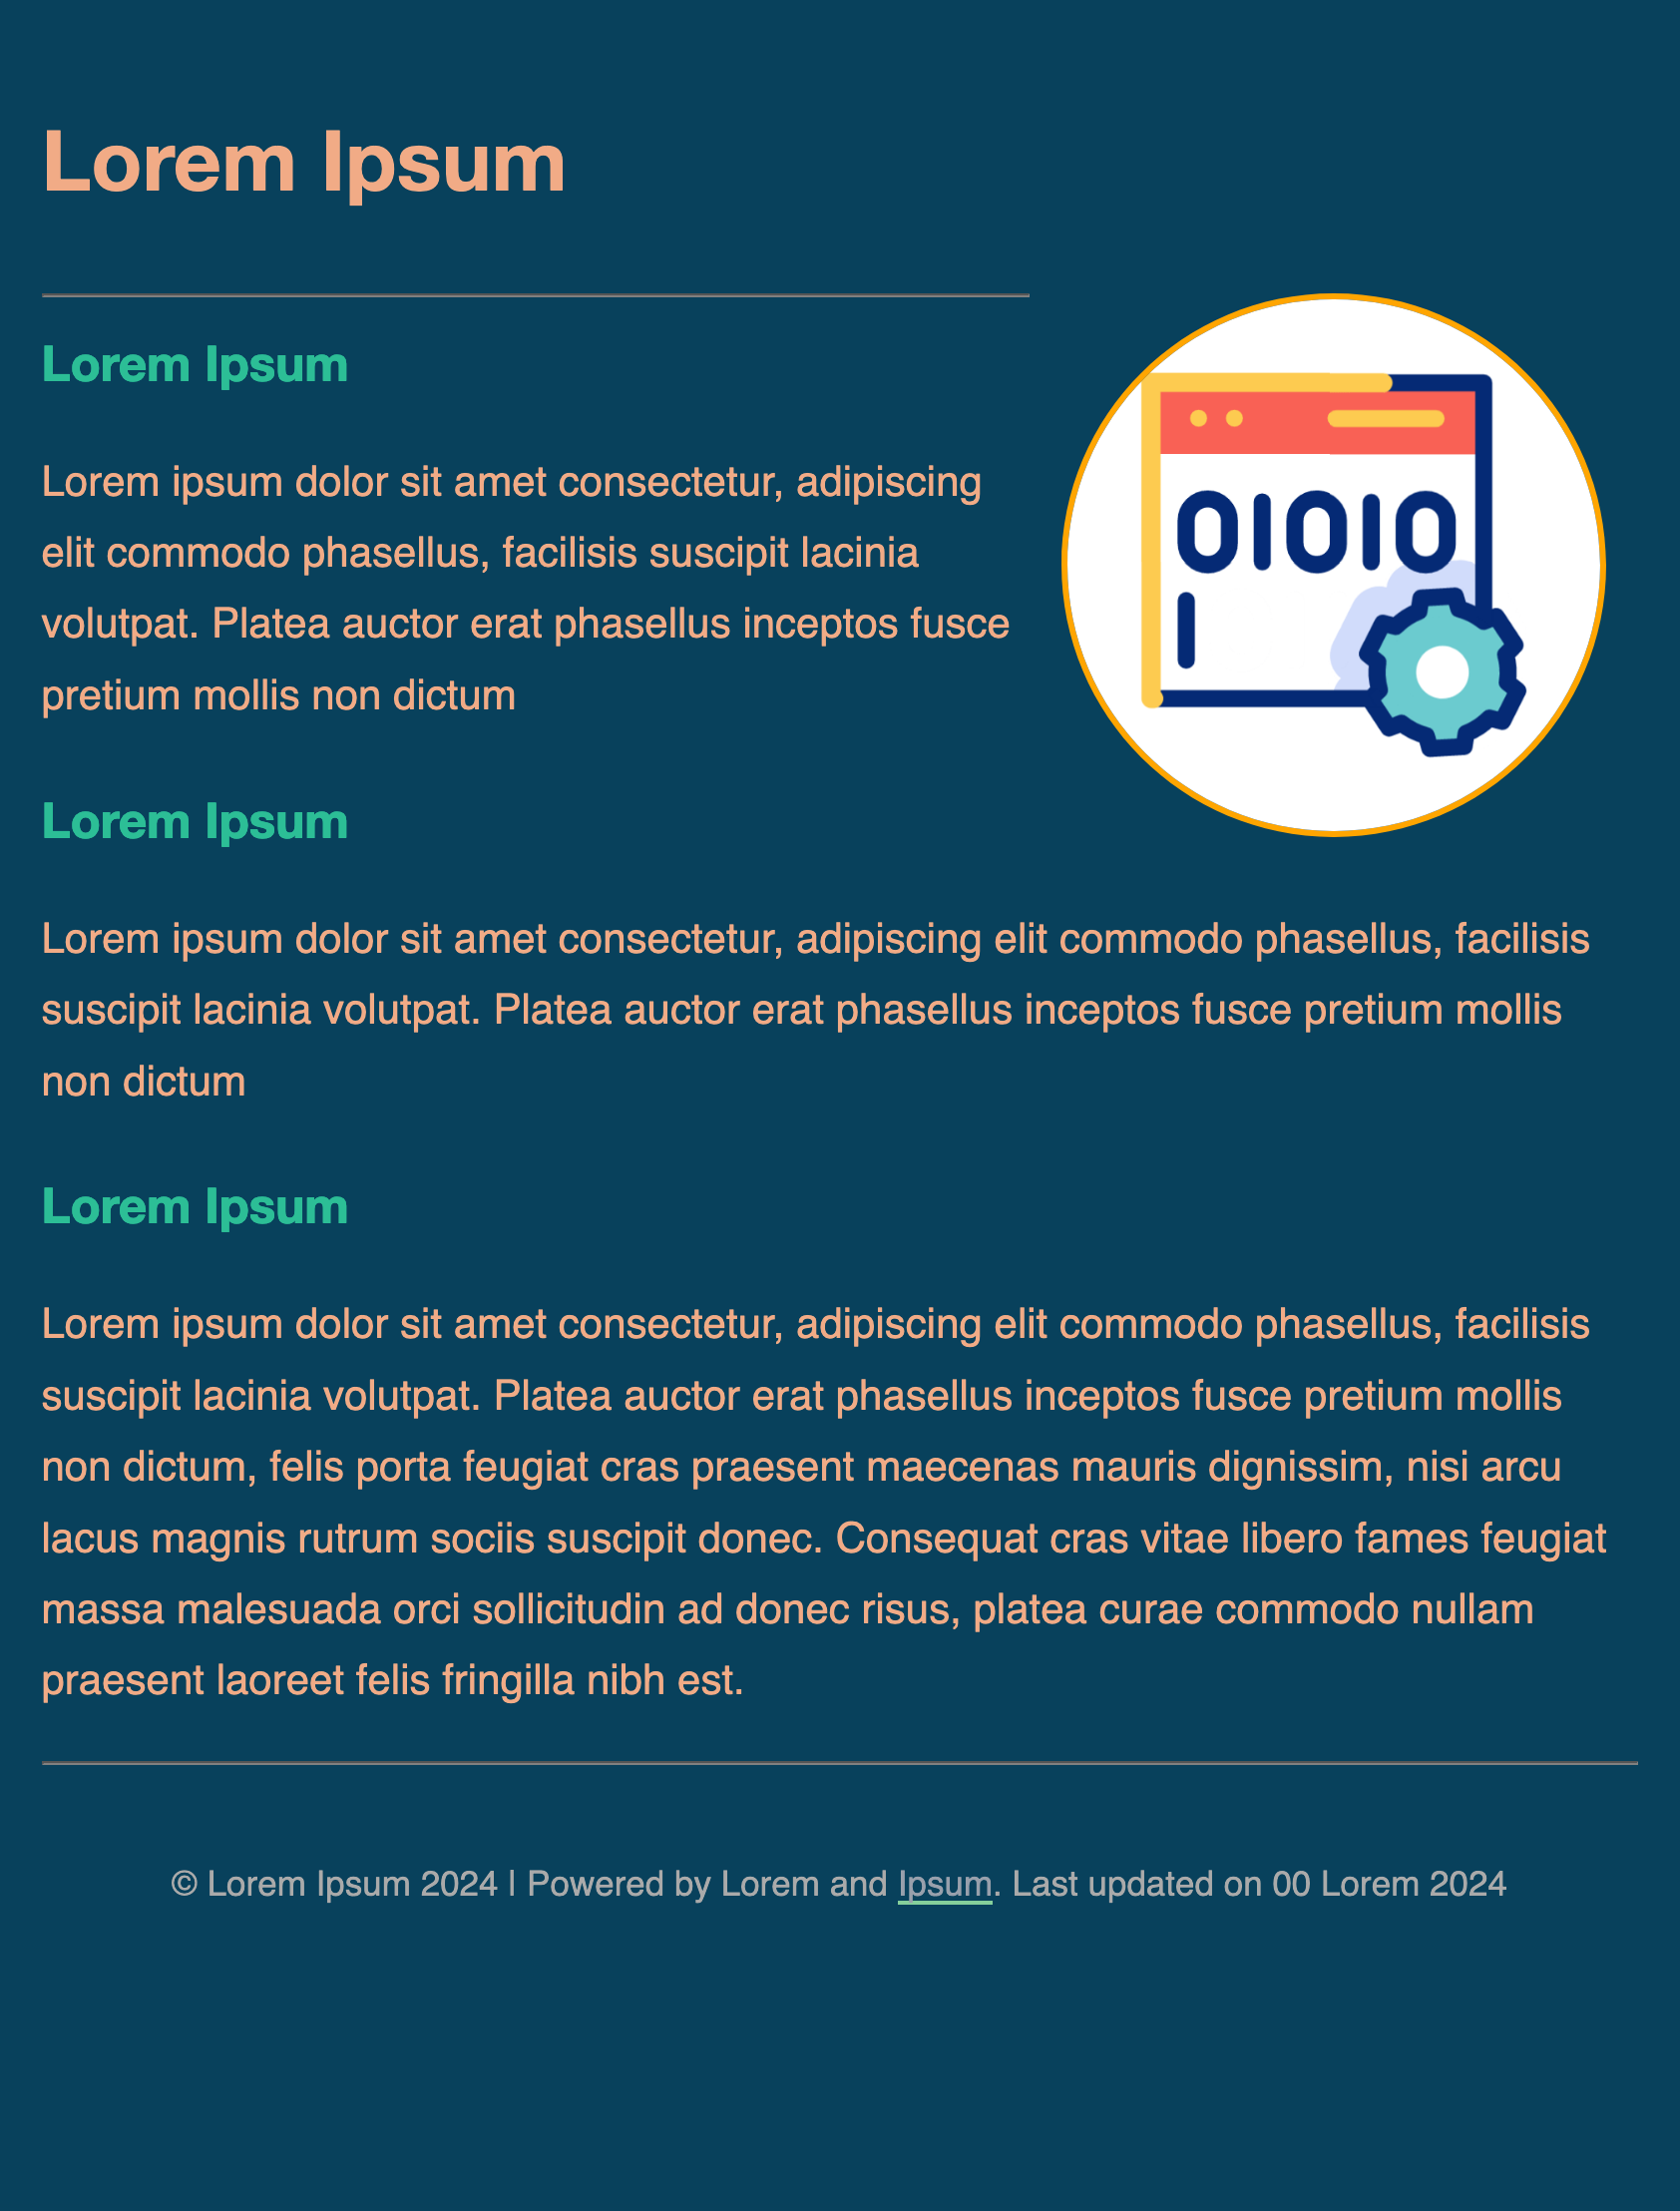 Lorem Ipsum
Lorem Ipsum
Lorem ipsum dolor sit amet consectetur, adipiscing
elit commodo phasellus, facilisis suscipit lacinia
volutpat. Platea auctor erat phasellus inceptos fusce
pretium mollis non dictum
01010
1
Lorem Ipsum
Lorem ipsum dolor sit amet consectetur, adipiscing elit commodo phasellus, facilisis
suscipit lacinia volutpat. Platea auctor erat phasellus inceptos fusce pretium mollis
non dictum
Lorem Ipsum
Lorem ipsum dolor sit amet consectetur, adipiscing elit commodo phasellus, facilisis
suscipit lacinia volutpat. Platea auctor erat phasellus inceptos fusce pretium mollis
non dictum, felis porta feugiat cras praesent maecenas mauris dignissim, nisi arcu
lacus magnis rutrum sociis suscipit donec. Consequat cras vitae libero fames feugiat
massa malesuada orci sollicitudin ad donec risus, platea curae commodo nullam
praesent laoreet felis fringilla nibh est.
© Lorem Ipsum 2024 | Powered by Lorem and Ipsum. Last updated on 00 Lorem 2024